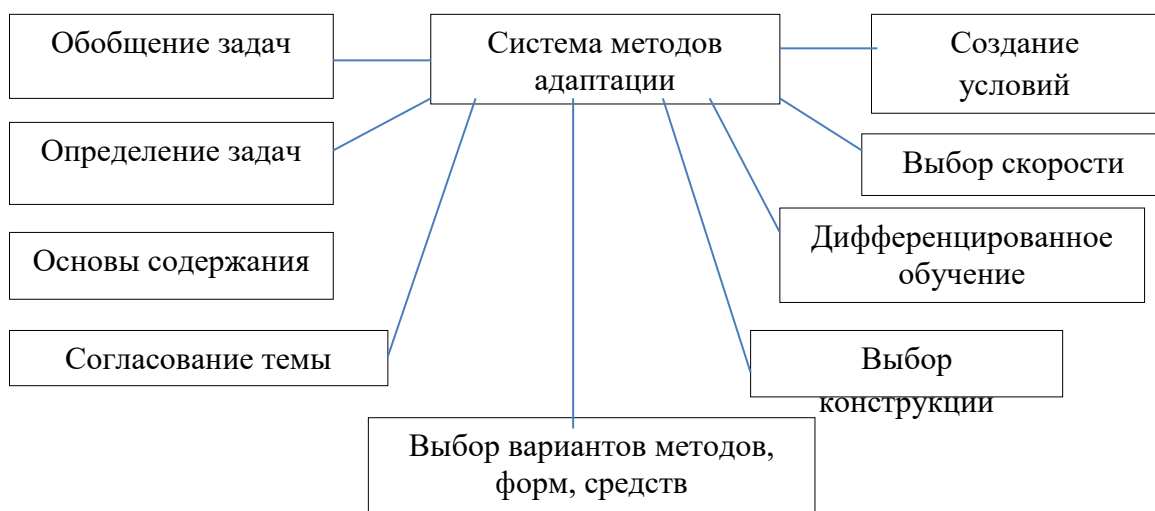 Обобщение задач
Система методов
адаптации
Создание
условий
Определение задач
Выбор скорости
Основы содержания
Дифференцированное
обучение
Согласование темы
Выбор
конструкции
Выбор вариантов методов,
форм, средств